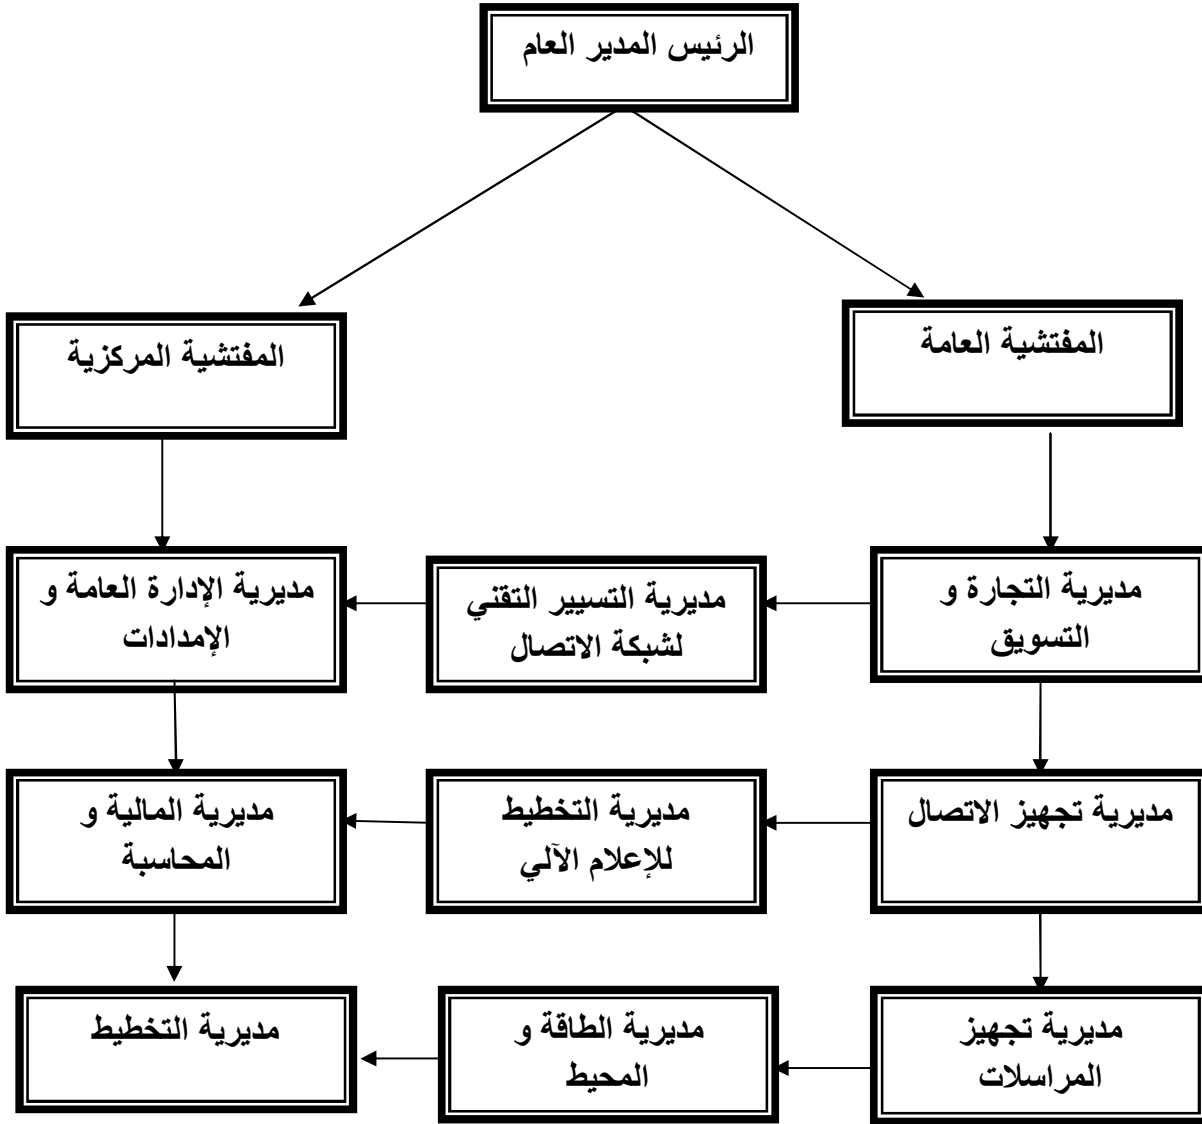 الرئيس المدير العام
المفتشية العامة
المفتشية المركزية
مديرية التجارة و
التسويق
مديرية التسيير التقني
لشبكة الاتصال
مديرية الإدارة العامة و
الإمدادات
مديرية تجهيز الاتصال
مديرية التخطيط
للإعلام الآلي
مديرية المالية و
المحاسبة
مديرية تجهيز
المراسلات
مديرية الطاقة و
المحيط
مديرية التخطيط